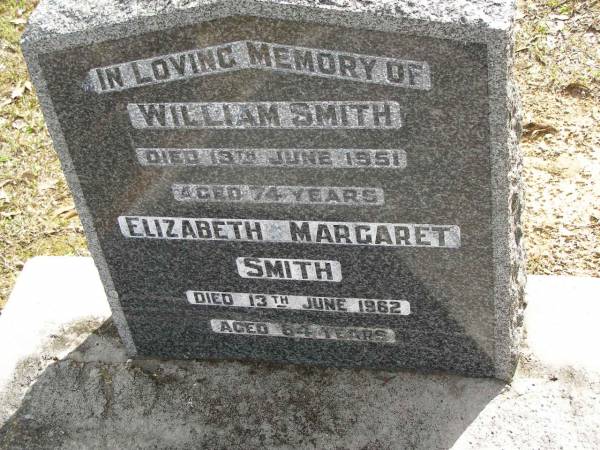 IN LOVING MEMORY OF
WILLIAM SMITH
DIED 19TH JUNE 1951
AGED 74 YEARS
ELIZABETH MARGARET
SMITH
DIED 13TH JUNE 1962
AGED 84 YEARS